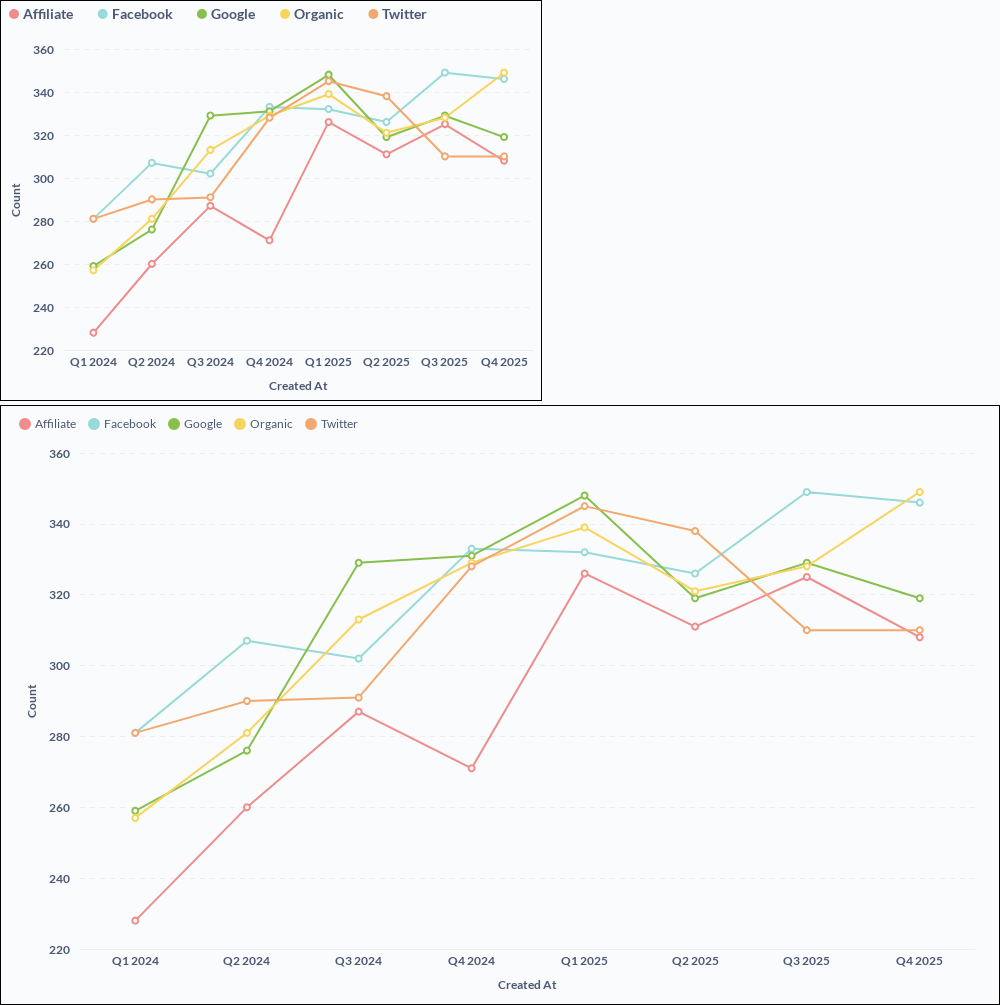 Affiliate Facebook Google Organic Twitter
360
340
320
300
280
260
240
220
Count
Q1 2024 Q2 2024 Q3 2024 Q4 2024 Q1 2025 Q2 2025 Q3 2025 Q4 2025
Created At
Affiliate Facebook Google Organic Twitter
360
340
320
300
280
260
240
220
Count
Q1 2024 Q2 2024 Q3 2024 Q4 2024 Q1 2025 Q2 2025 Q3 2025 Q4 2025
Created At